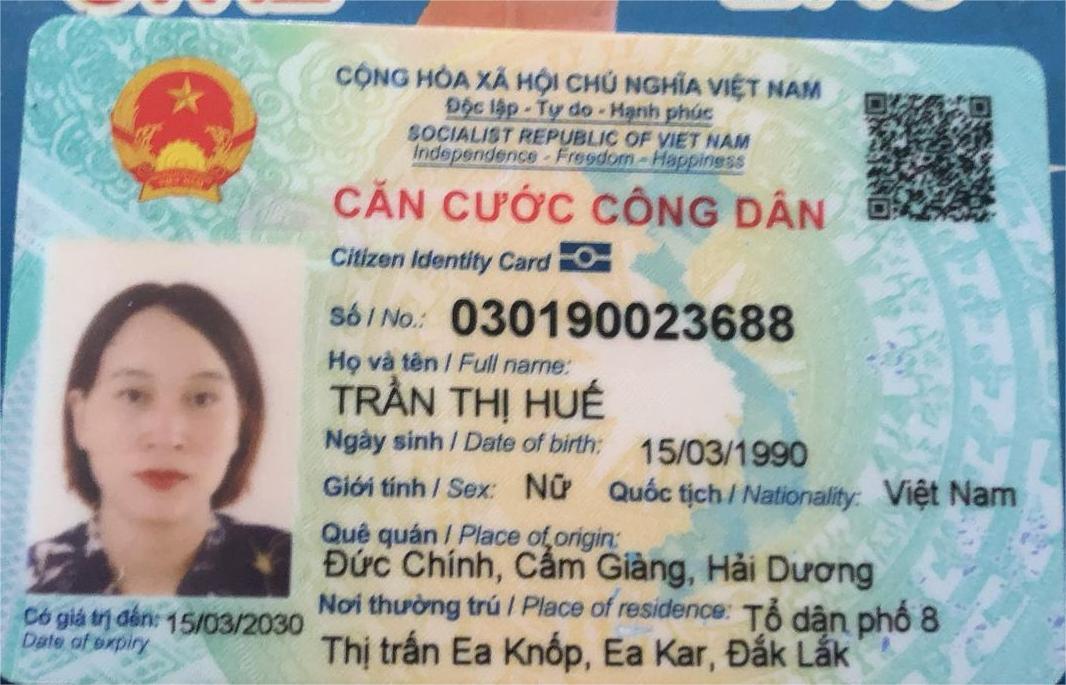 CỘNG HÒA XÃ HỘI CHỦ NGHĨA VIỆT NAM
Độc lập - Tự do - Hạnh phúc
SOCIALIST REPUBLIC OF VIET NAM
Independence - Freedom - Happiness
CĂN CƯỚC CÔNG DÂN
Citizen Identity Card
Số / No.: 030190023688
Họ và tên / Full name:
TRẦN THỊ HUẾ
Ngày sinh / Date of birth: 15/03/1990
Giới tính / Sex: Nữ Quốc tịch / Nationality: Việt Nam
Quê quán / Place of origin:
Đức Chính, Cẩm Giàng, Hải Dương
Nơi thường trú / Place of residence: Tổ dân phố 8
Thị trấn Ea Knốp, Ea Kar, Đắk Lắk
Có giá trị đến: 15/03/2030
Date of expiry